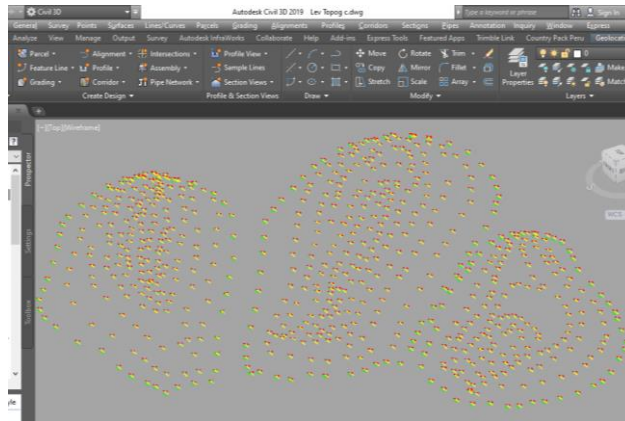 Civil 3D Autodesk Civil 3D 2019 Lev Topog c.dwg Type a keyword or phrase Sign In
General Survey Points Surfaces Lines/Curves Parcels Grading Alignments Profiles Corridors Sections Pipes Annotation Inquiry Window Express
Analyze View Manage Output Survey Autodesk InfraWorks Collaborate Help Add-ins Express Tools Featured Apps Trimble Link Country Pack Peru Geolocatio
Parcel Alignment Intersections Profile View Move Rotate Trim 0
Feature Line Profile Assembly Sample Lines Copy Mirror Fillet Layer Make
Grading Corridor Pipe Network Section Views Stretch Scale Array Properties Match
Create Design Profile & Section Views Draw Modify Layers
[−][Top][Wireframe]
Prospector
Settings
Toolbox
WCS
yle